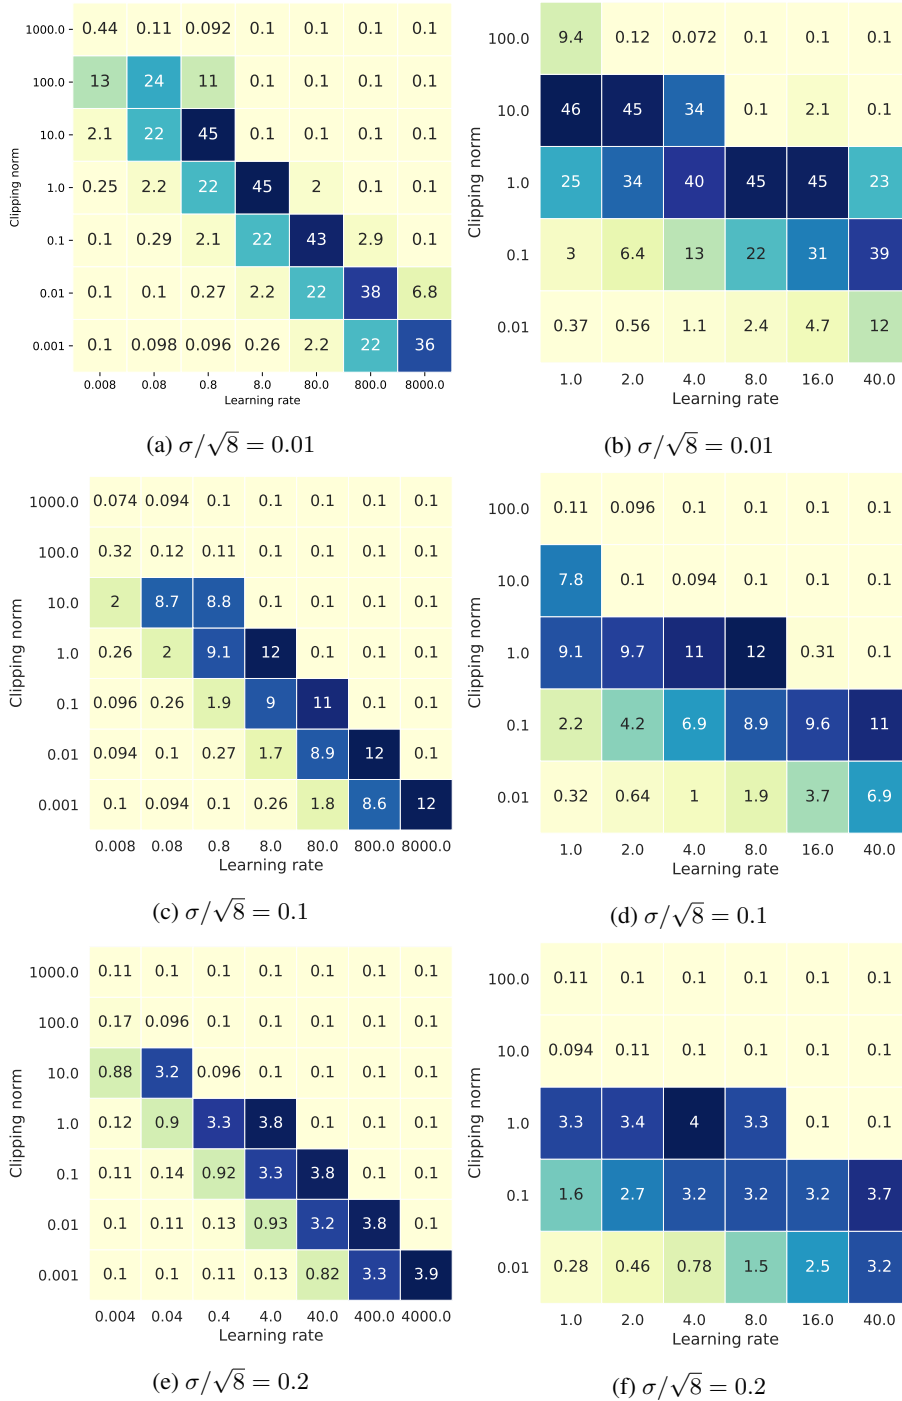 1000.0 0.44 0.11 0.092 0.1 0.1 0.1 0.1
100.0 13 24 11 0.1 0.1 0.1 0.1
10.0 2.1 22 45 0.1 0.1 0.1 0.1
1.0 0.25 2.2 22 45 2 0.1 0.1
0.1 0.1 0.29 2.1 22 43 2.9 0.1
0.01 0.1 0.1 0.27 2.2 22 38 6.8
0.001 0.1 0.098 0.096 0.26 2.2 22 36
Clipping norm
0.008 0.08 0.8 8.0 80.0 800.0 8000.0
Learning rate
(a) σ/√8 = 0.01
100.0 9.4 0.12 0.072 0.1 0.1 0.1
10.0 46 45 34 0.1 2.1 0.1
1.0 25 34 40 45 45 23
0.1 3 6.4 13 22 31 39
0.01 0.37 0.56 1.1 2.4 4.7 12
Clipping norm
1.0 2.0 4.0 8.0 16.0 40.0
Learning rate
(b) σ/√8 = 0.01
1000.0 0.074 0.094 0.1 0.1 0.1 0.1 0.1
100.0 0.32 0.12 0.11 0.1 0.1 0.1 0.1
10.0 2 8.7 8.8 0.1 0.1 0.1 0.1
1.0 0.26 2 9.1 12 0.1 0.1 0.1
0.1 0.096 0.26 1.9 9 11 0.1 0.1
0.01 0.094 0.1 0.27 1.7 8.9 12 0.1
0.001 0.1 0.094 0.1 0.26 1.8 8.6 12
Clipping norm
0.008 0.08 0.8 8.0 80.0 800.0 8000.0
Learning rate
(c) σ/√8 = 0.1
100.0 0.11 0.096 0.1 0.1 0.1 0.1
10.0 7.8 0.1 0.094 0.1 0.1 0.1
1.0 9.1 9.7 11 12 0.31 0.1
0.1 2.2 4.2 6.9 8.9 9.6 11
0.01 0.32 0.64 1 1.9 3.7 6.9
Clipping norm
1.0 2.0 4.0 8.0 16.0 40.0
Learning rate
(d) σ/√8 = 0.1
1000.0 0.11 0.1 0.1 0.1 0.1 0.1 0.1
100.0 0.17 0.096 0.1 0.1 0.1 0.1 0.1
10.0 0.88 3.2 0.096 0.1 0.1 0.1 0.1
1.0 0.12 0.9 3.3 3.8 0.1 0.1 0.1
0.1 0.11 0.14 0.92 3.3 3.8 0.1 0.1
0.01 0.1 0.11 0.13 0.93 3.2 3.8 0.1
0.001 0.1 0.1 0.11 0.13 0.82 3.3 3.9
Clipping norm
0.004 0.04 0.4 4.0 40.0 400.0 4000.0
Learning rate
(e) σ/√8 = 0.2
100.0 0.11 0.1 0.1 0.1 0.1 0.1
10.0 0.094 0.11 0.1 0.1 0.1 0.1
1.0 3.3 3.4 4 3.3 0.1 0.1
0.1 1.6 2.7 3.2 3.2 3.2 3.7
0.01 0.28 0.46 0.78 1.5 2.5 3.2
Clipping norm
1.0 2.0 4.0 8.0 16.0 40.0
Learning rate
(f) σ/√8 = 0.2